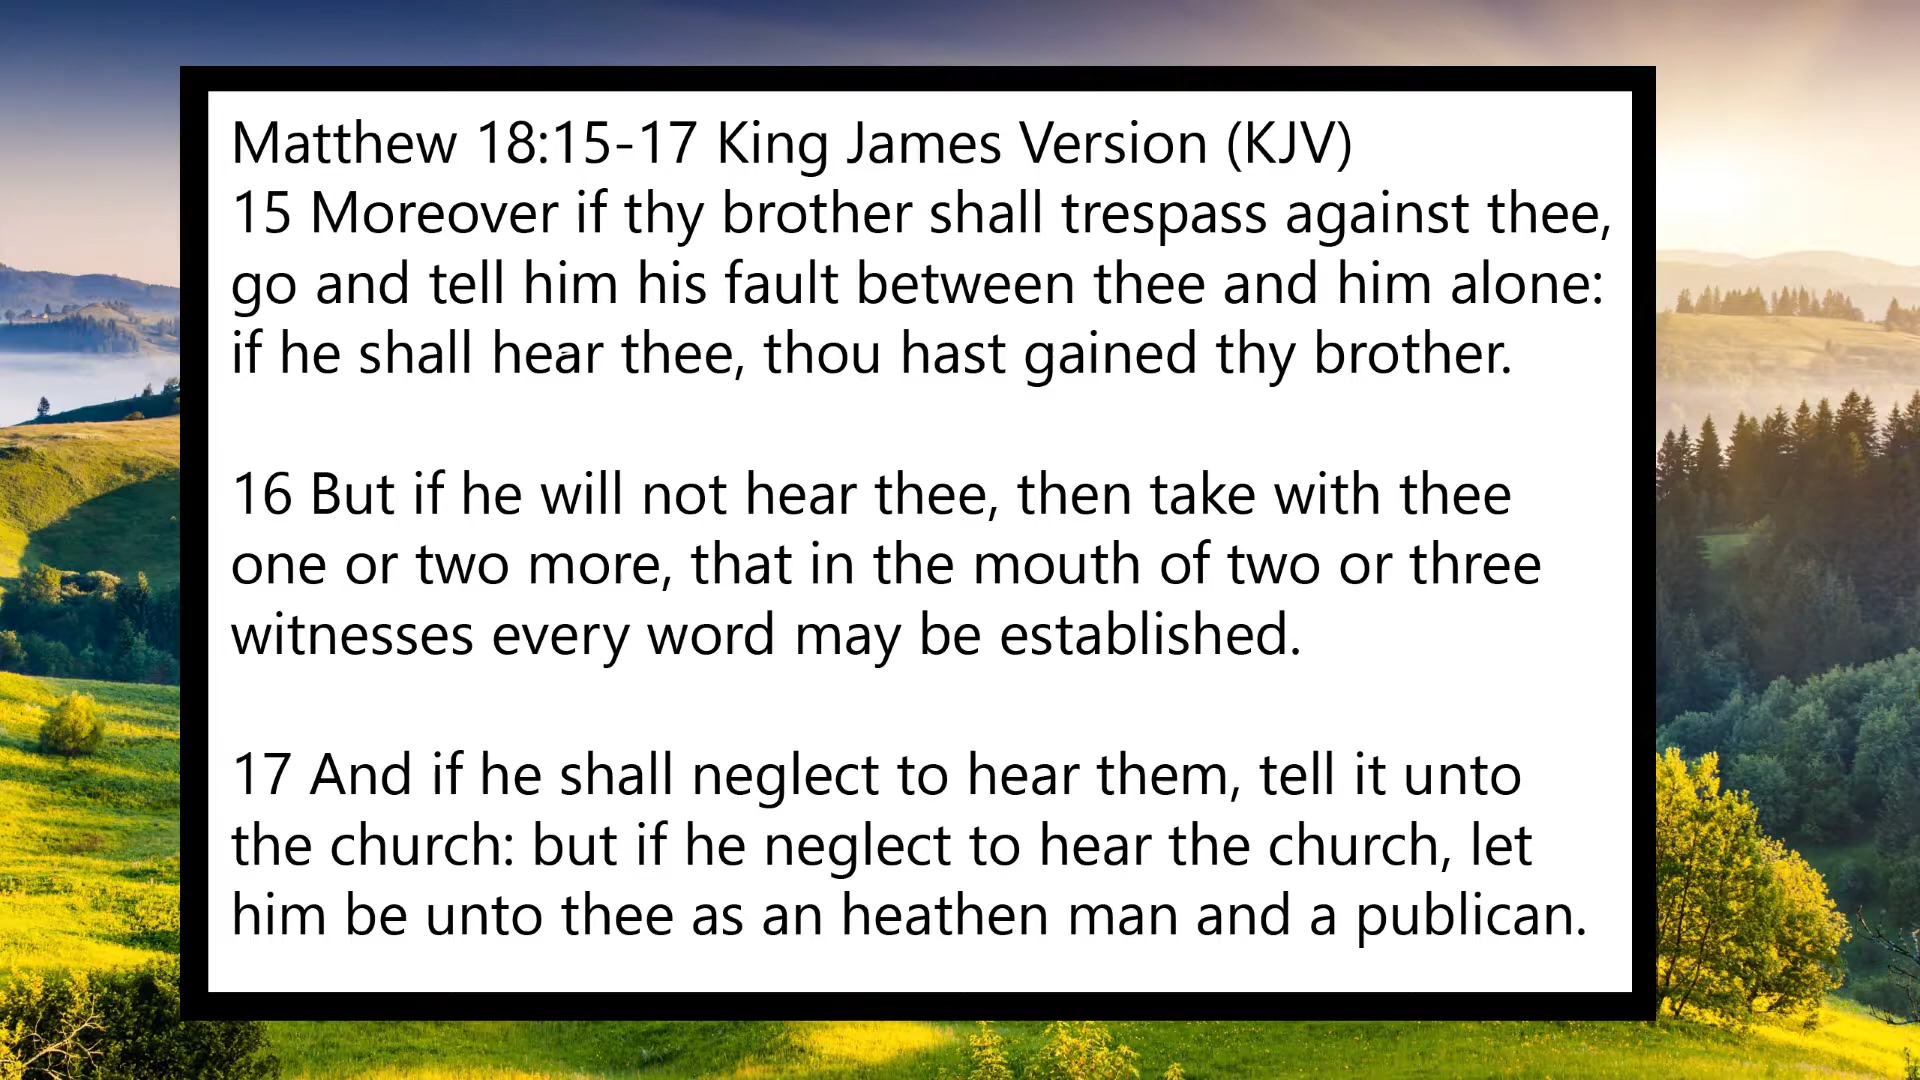 Matthew 18:15-17 King James Version (KJV)
15 Moreover if thy brother shall trespass against thee,
go and tell him his fault between thee and him alone:
if he shall hear thee, thou hast gained thy brother.
16 But if he will not hear thee, then take with thee
one or two more, that in the mouth of two or three
witnesses every word may be established.
17 And if he shall neglect to hear them, tell it unto
the church: but if he neglect to hear the church, let
him be unto thee as an heathen man and a publican.